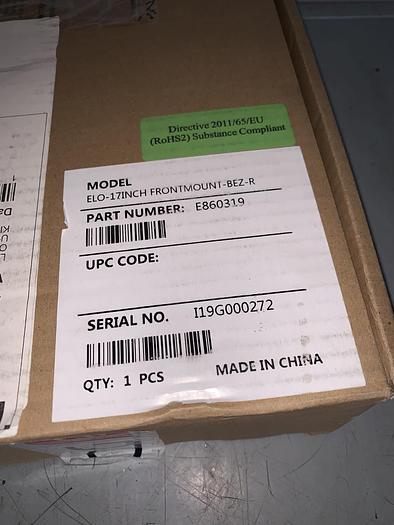 Directive 2011/65/EU
(RoHS2) Substance Compliant
MODEL
ELO-17INCH FRONTMOUNT-BEZ-R
PART NUMBER: E860319
UPC CODE:
SERIAL NO. I19G000272
QTY: 1 PCS
MADE IN CHINA